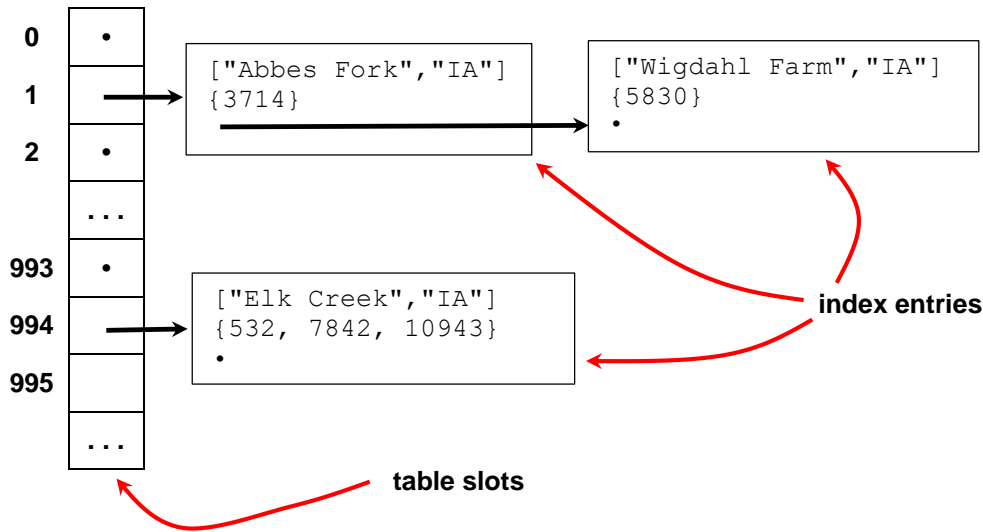 0
•
1
["Abbes Fork","IA"]
{3714}
["Wigdahl Farm","IA"]
{5830}
•
2
•
...
993
•
994
["Elk Creek","IA"]
{532, 7842, 10943}
•
index entries
995
...
table slots